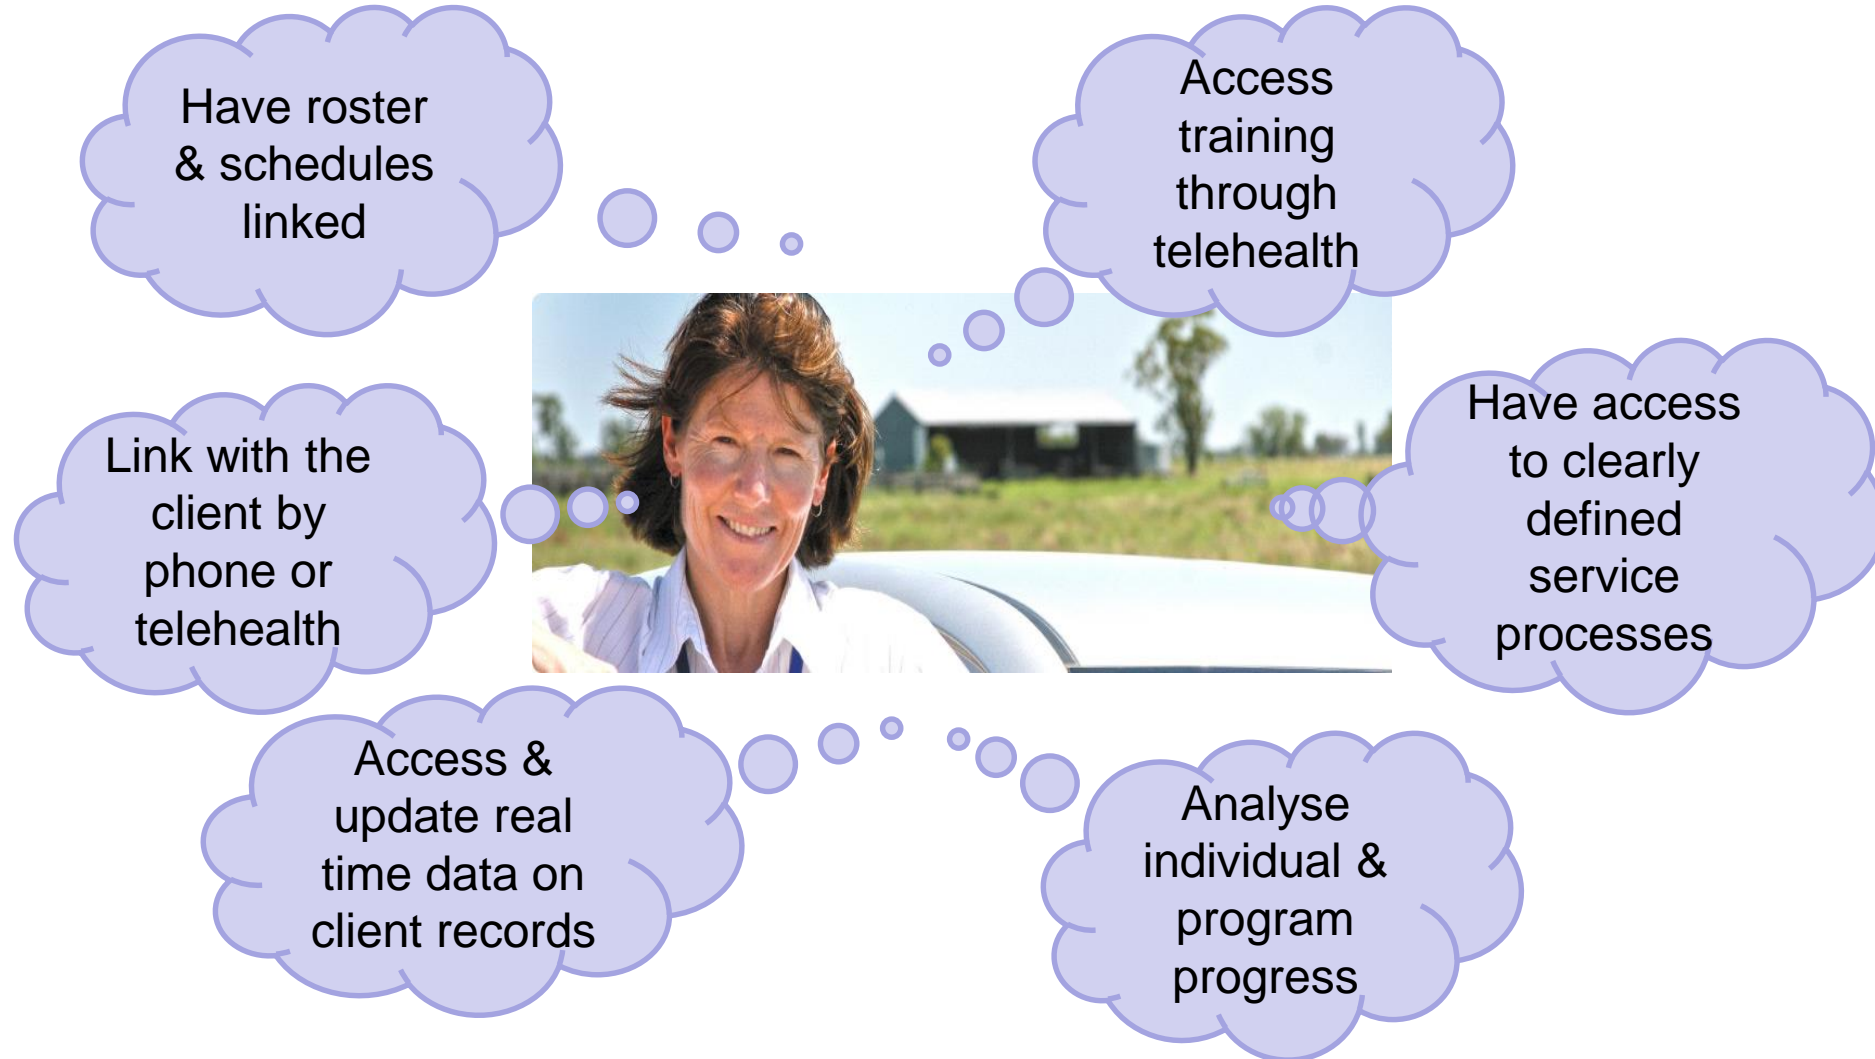 Have roster
& schedules
linked
Access
training
through
telehealth
Link with the
client by
phone or
telehealth
Have access
to clearly
defined
service
processes
Access &
update real
time data on
client records
Analyse
individual &
program
progress